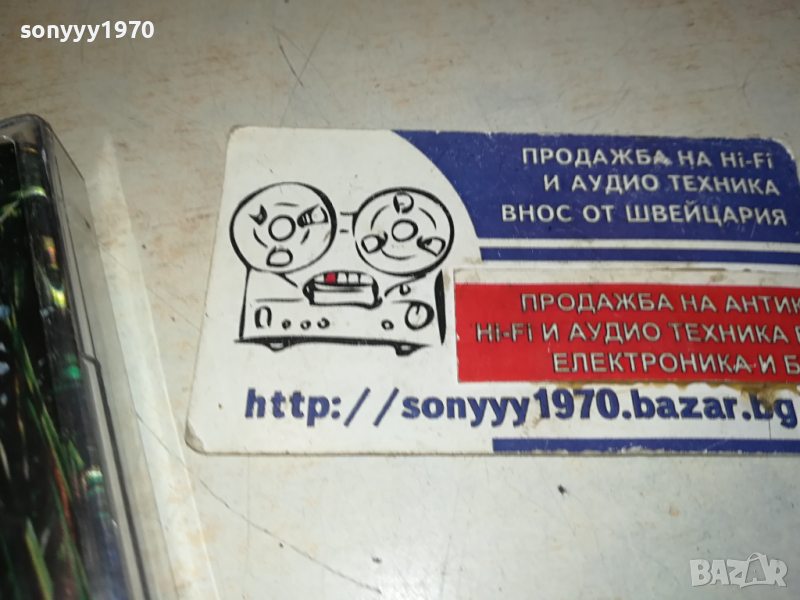 sonyyy1970
ПРОДАЖБА НА Hi-Fi
И АУДИО ТЕХНИКА
ВНОС ОТ ШВЕЙЦАРИЯ
ПРОДАЖБА НА АНТИК
Hi-Fi И АУДИО ТЕХНИКА
ЕЛЕКТРОНИКА И Б
http://sonyyy1970.bazar.bg
BAZAR